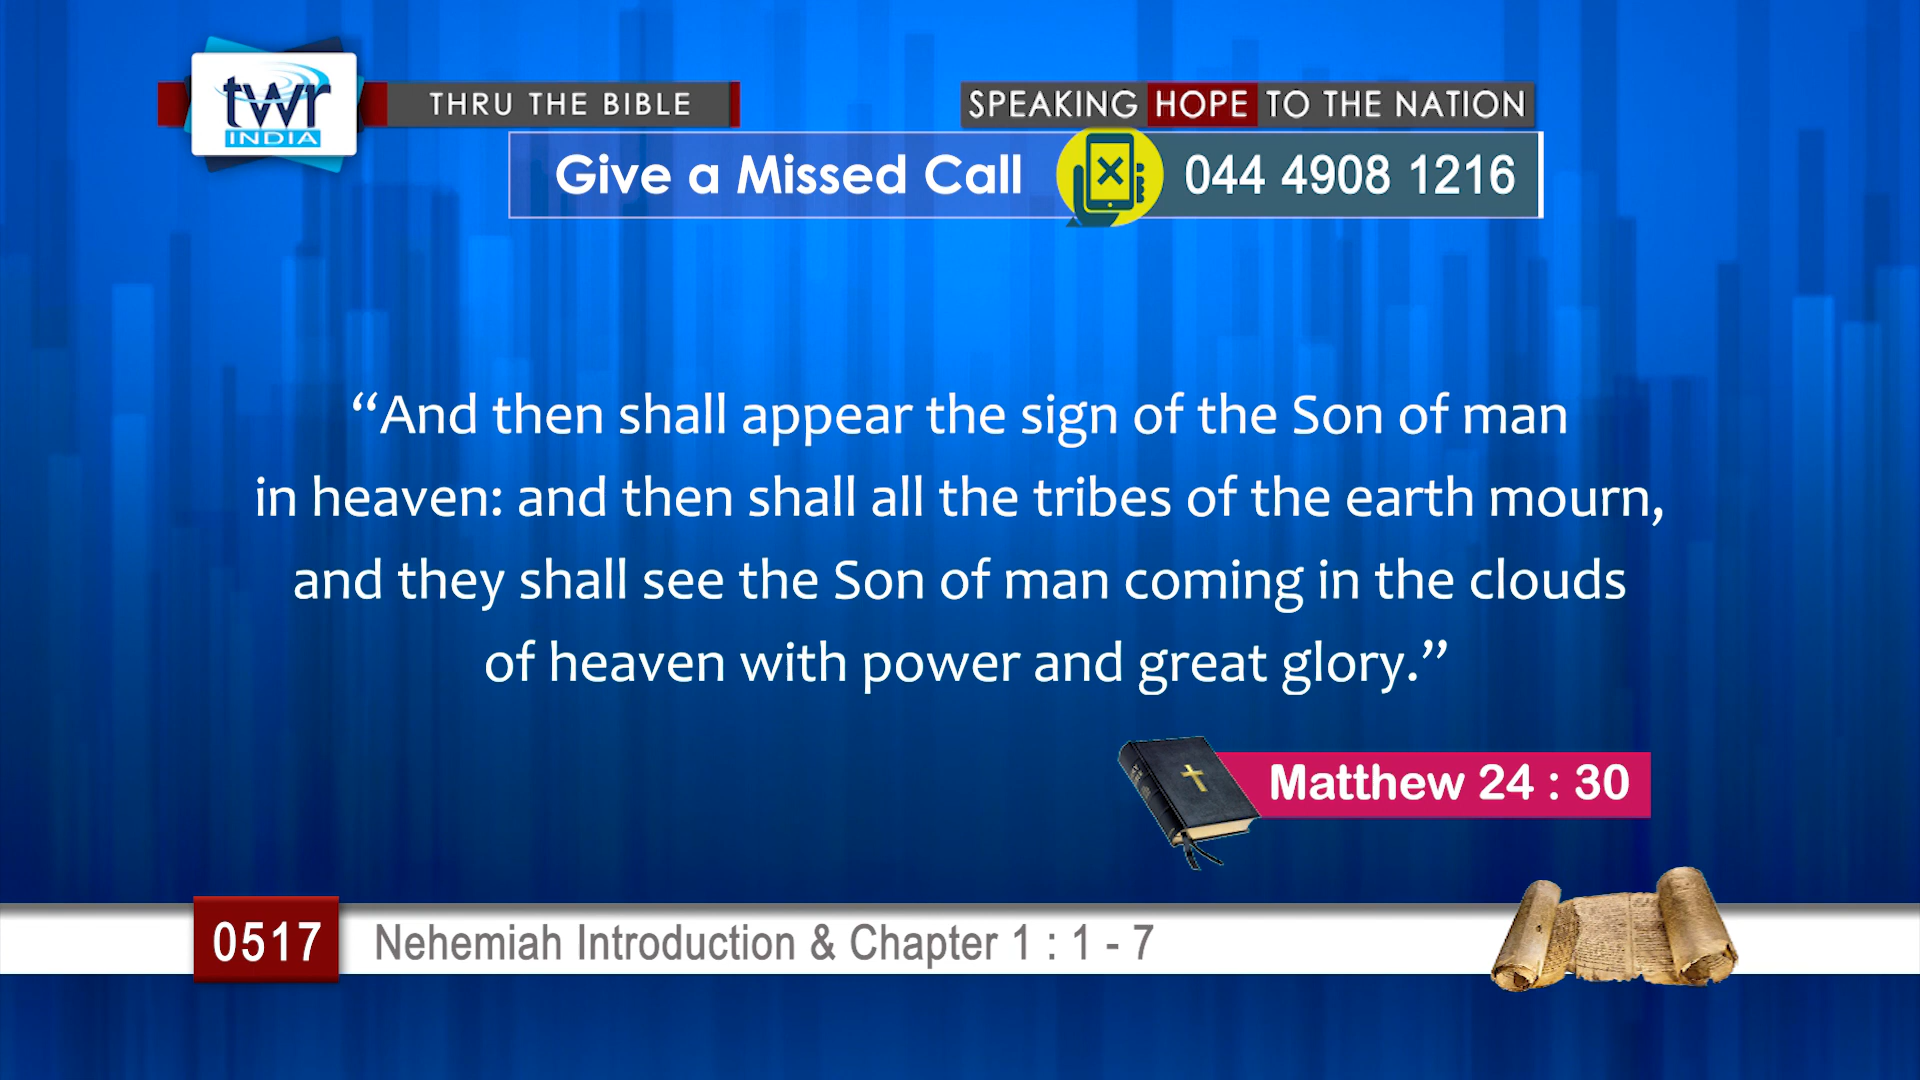 twr
INDIA
THRU THE BIBLE
SPEAKING HOPE TO THE NATION
Give a Missed Call 044 4908 1216
“And then shall appear the sign of the Son of man
in heaven: and then shall all the tribes of the earth mourn,
and they shall see the Son of man coming in the clouds
of heaven with power and great glory.”
Matthew 24 : 30
0517 Nehemiah Introduction & Chapter 1 : 1 - 7